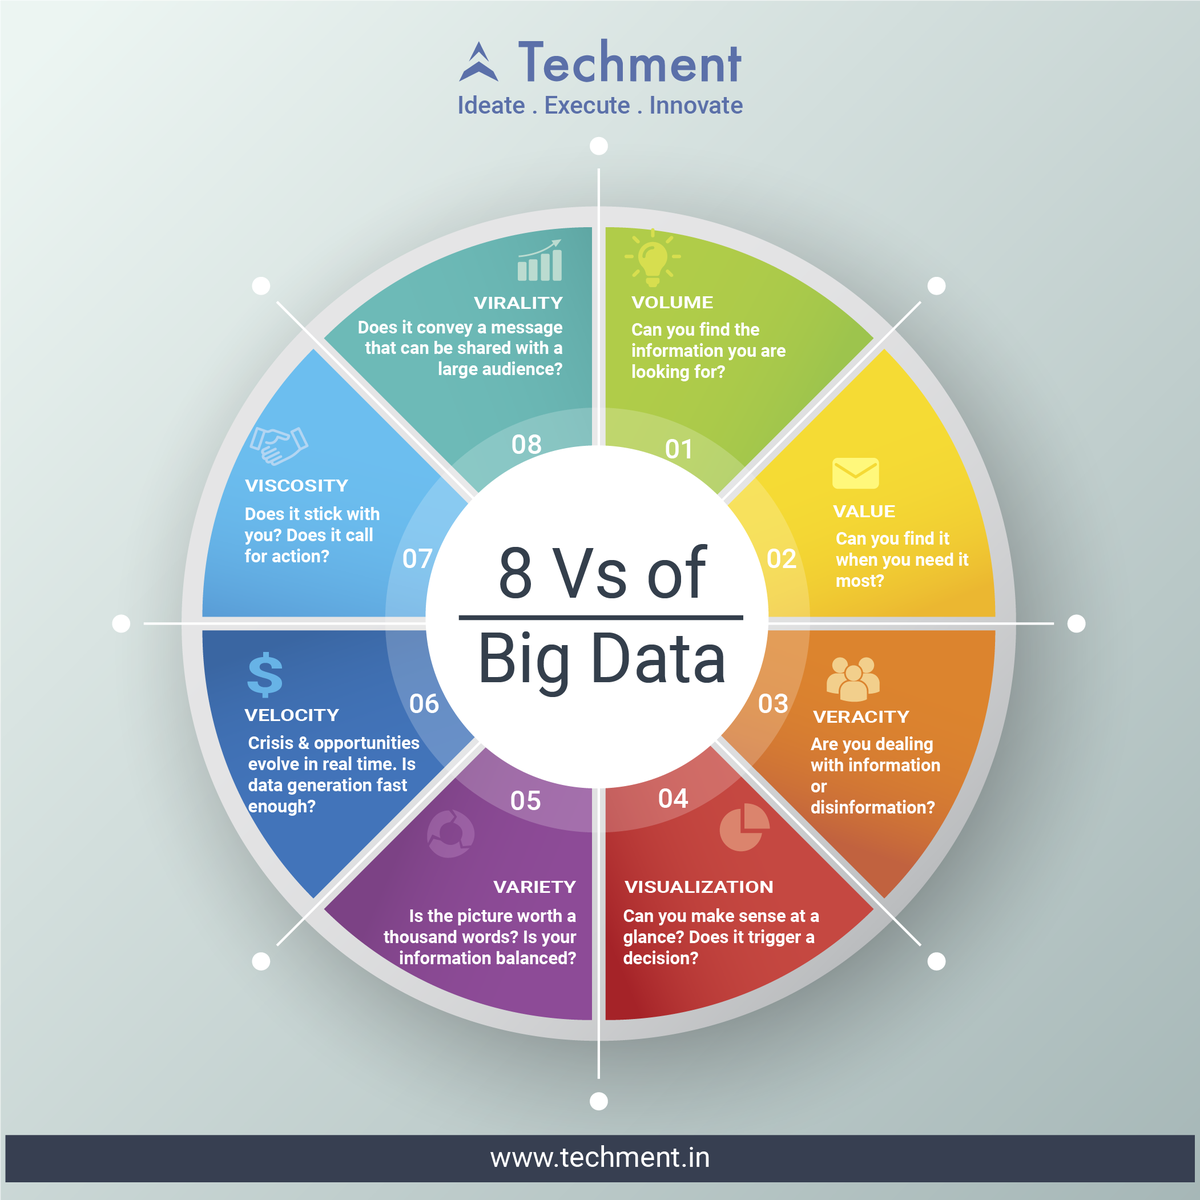 Techment
Ideate . Execute . Innovate
8 Vs of
Big Data
01
VOLUME
Can you find the
information you are
looking for?
02
VALUE
Can you find it
when you need it
most?
03
VERACITY
Are you dealing
with information
or
disinformation?
04
VISUALIZATION
Can you make sense at a
glance? Does it trigger a
decision?
05
VARIETY
Is the picture worth a
thousand words? Is your
information balanced?
06
$
VELOCITY
Crisis & opportunities
evolve in real time. Is
data generation fast
enough?
07
VISCOSITY
Does it stick with
you? Does it call
for action?
08
VIRALITY
Does it convey a message
that can be shared with a
large audience?
www.techment.in